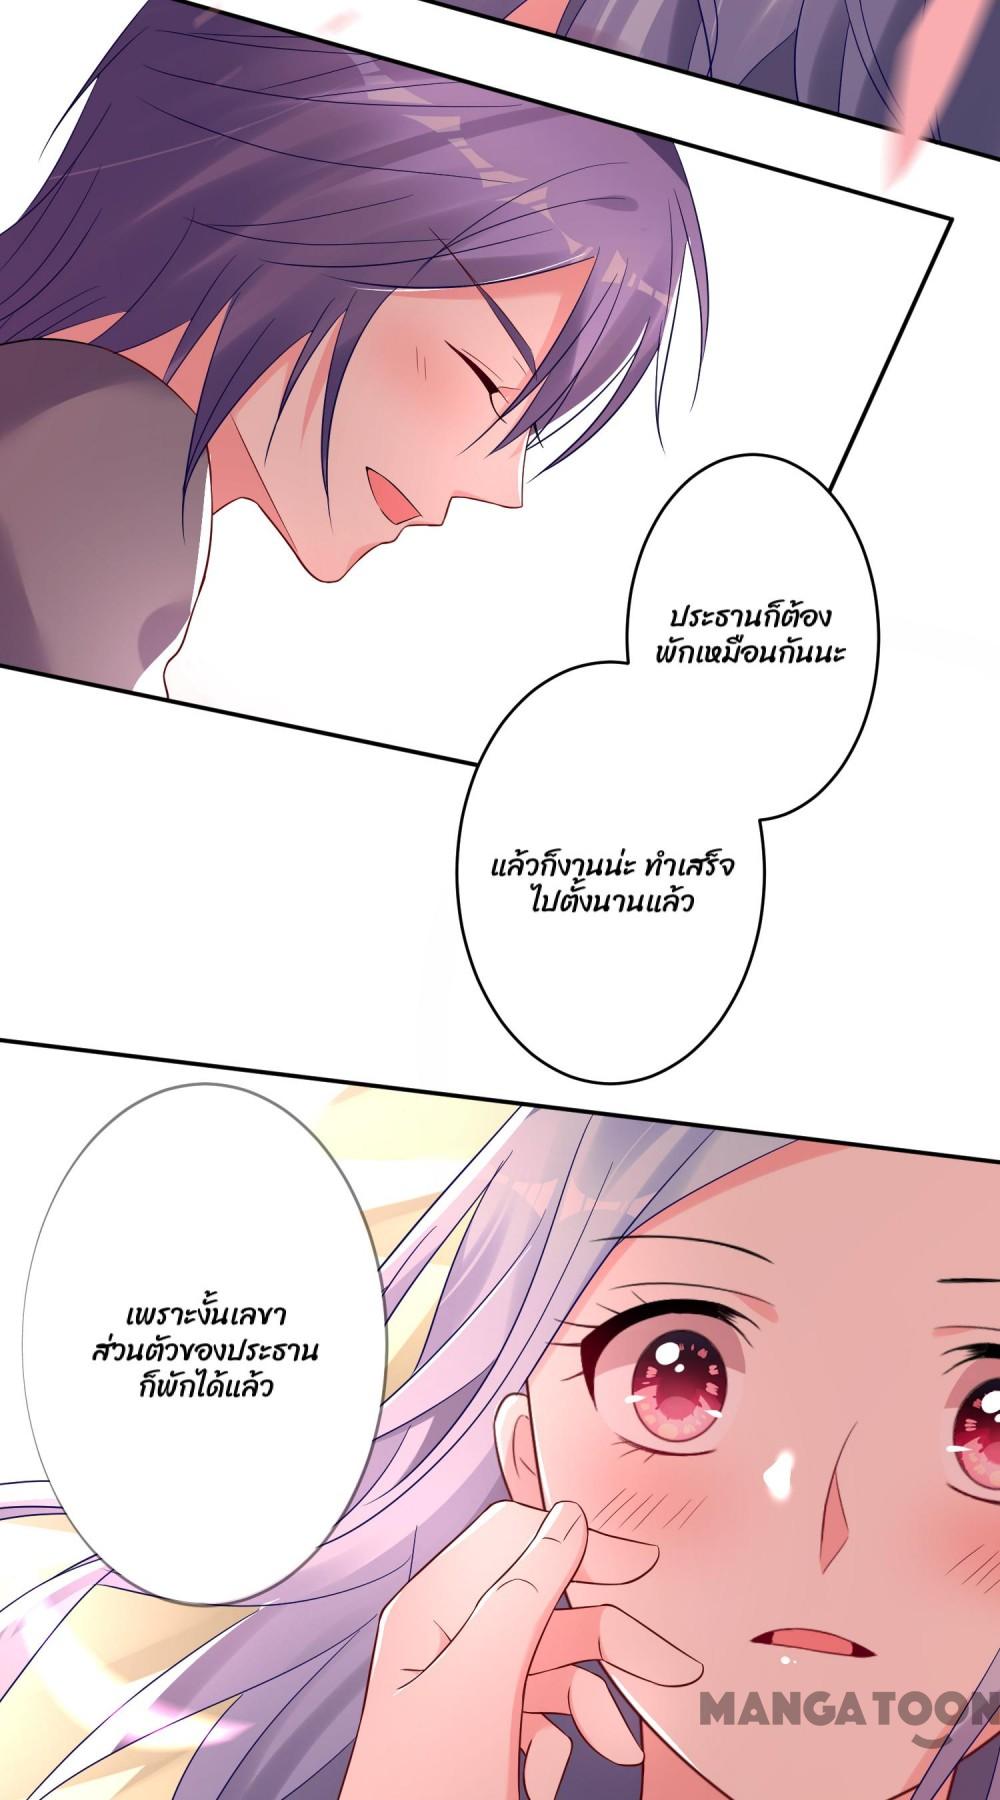 ประธานก็ต้อง
พักเหมือนกันนะ
แล้วก็งานน่ะ ทำเสร็จ
ไปตั้งนานแล้ว
เพราะงั้นเลขา
ส่วนตัวของประธาน
ก็พักได้แล้ว
MANGATOON